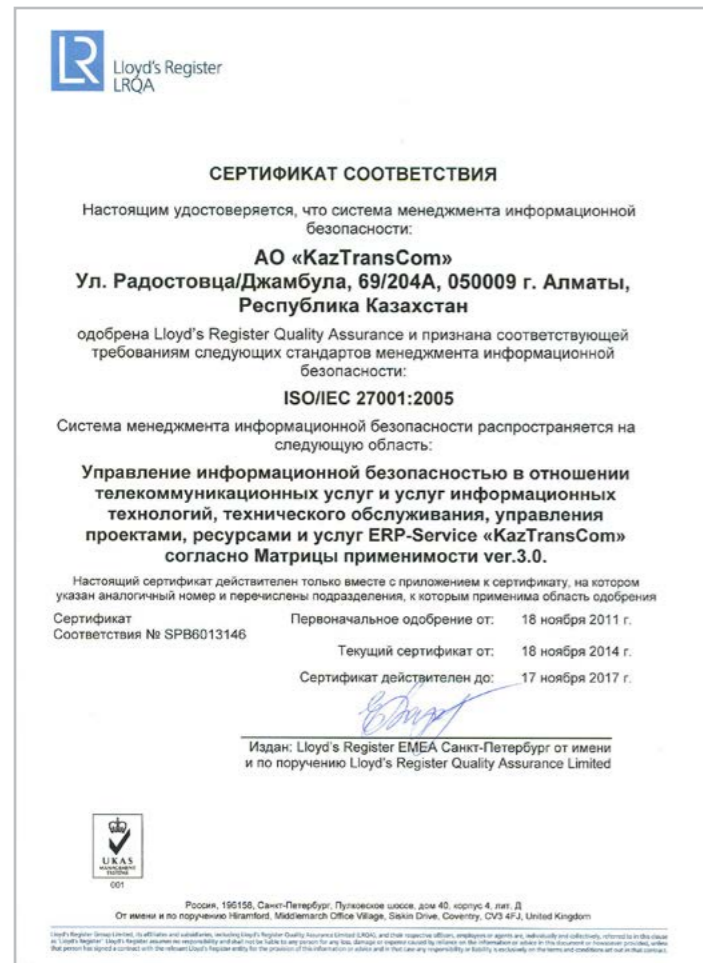 LR
Lloyd's Register
LRQA
СЕРТИФИКАТ СООТВЕТСТВИЯ
Настоящим удостоверяется, что система менеджмента информационной
безопасности:
АО «KazTransCom»
Ул. Радостовца/Джамбула, 69/204А, 050009 г. Алматы,
Республика Казахстан
одобрена Lloyd's Register Quality Assurance и признана соответствующей
требованиям следующих стандартов менеджмента информационной
безопасности:
ISO/IEC 27001:2005
Система менеджмента информационной безопасности распространяется на
следующую область:
Управление информационной безопасностью в отношении
телекоммуникационных услуг и услуг информационных
технологий, технического обслуживания, управления
проектами, ресурсами и услуг ERP-Service «KazTransCom»
согласно Матрицы применимости ver.3.0.
Настоящий сертификат действителен только вместе с приложением к сертификату, на котором
указан аналогичный номер и перечислены подразделения, к которым применима область одобрения
Сертификат
Соответствия № SPB6013146
Первоначальное одобрение от: 18 ноября 2011 г.
Текущий сертификат от: 18 ноября 2014 г.
Сертификат действителен до: 17 ноября 2017 г.
Издан: Lloyd's Register EMEA Санкт-Петербург от имени
и по поручению Lloyd's Register Quality Assurance Limited
UKAS
MANAGEMENT
SYSTEMS
001
Россия, 196158, Санкт-Петербург, Пулковское шоссе, дом 40, корпус 4, лит. Д
От имени и по поручению Hiramford, Middlemarch Office Village, Siskin Drive, Coventry, CV3 4FJ, United Kingdom